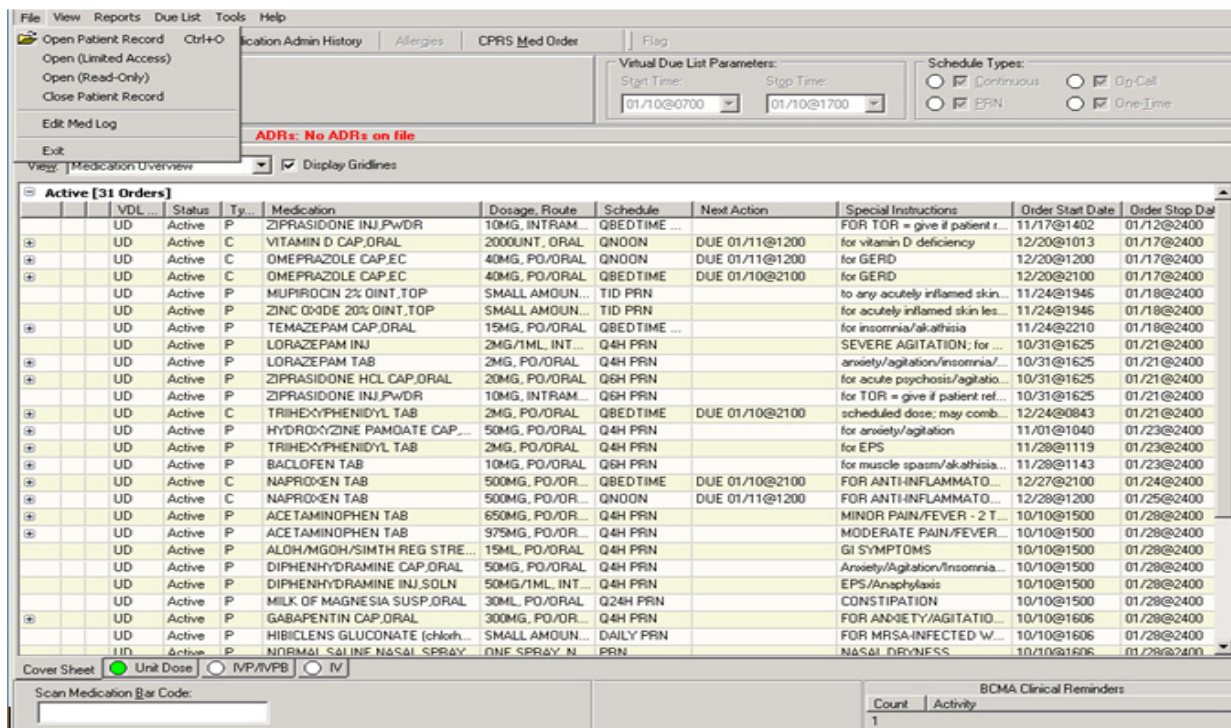 File View Reports Due List Tools Help
Open Patient Record Ctrl+O
Open (Limited Access)
Open (Read-Only)
Close Patient Record
Edit Med Log
Exit
Admin History Allergies CPRS Med Order Flag
Virtual Due List Parameters:
Start Time: Stop Time:
01/10@0700 01/10@1700
Schedule Types:
Continuous On-Call
PRN One-Time
ADRs: No ADRs on file
View: Medication Overview Display Gridlines
Active [31 Orders]
VDL ... Status Ty... Medication Dosage, Route Schedule Next Action Special Instructions Order Start Date Order Stop Dat
UD Active P ZIPRASIDONE INJ,PWDR 10MG, INTRAM... QBEDTIME ... FOR TOR = give if patient r... 11/17@1402 01/12@2400
UD Active C VITAMIN D CAP,ORAL 2000UNT, ORAL QNOON DUE 01/11@1200 for vitamin D deficiency 12/20@1013 01/17@2400
UD Active C OMEPRAZOLE CAP,EC 40MG, PO/ORAL QNOON DUE 01/11@1200 for GERD 12/20@1200 01/17@2400
UD Active C OMEPRAZOLE CAP,EC 40MG, PO/ORAL QBEDTIME DUE 01/10@2100 for GERD 12/20@2100 01/17@2400
UD Active P MUPIROCIN 2% OINT,TOP SMALL AMOUN... TID PRN to any acutely inflamed skin... 11/24@1946 01/18@2400
UD Active P ZINC OXIDE 20% OINT,TOP SMALL AMOUN... TID PRN for acutely inflamed skin les... 11/24@1946 01/18@2400
UD Active P TEMAZEPAM CAP,ORAL 15MG, PO/ORAL QBEDTIME ... for insomnia/akathisia 11/24@2210 01/18@2400
UD Active P LORAZEPAM INJ 2MG/1ML, INT... Q4H PRN SEVERE AGITATION; for ... 10/31@1625 01/21@2400
UD Active P LORAZEPAM TAB 2MG, PO/ORAL Q4H PRN anxiety/agitation/insomnia/... 10/31@1625 01/21@2400
UD Active P ZIPRASIDONE HCL CAP,ORAL 20MG, PO/ORAL Q6H PRN for acute psychosis/agitatio... 10/31@1625 01/21@2400
UD Active P ZIPRASIDONE INJ,PWDR 10MG, INTRAM... Q6H PRN for TOR = give if patient ref... 10/31@1625 01/21@2400
UD Active C TRIHEXYPHENIDYL TAB 2MG, PO/ORAL QBEDTIME DUE 01/10@2100 scheduled dose; may comb... 12/24@0843 01/21@2400
UD Active P HYDROXYZINE PAMOATE CAP,... 50MG, PO/ORAL Q4H PRN for anxiety/agitation 11/01@1040 01/23@2400
UD Active P TRIHEXYPHENIDYL TAB 2MG, PO/ORAL Q4H PRN for EPS 11/28@1119 01/23@2400
UD Active P BACLOFEN TAB 10MG, PO/ORAL Q6H PRN for muscle spasm/akathisia... 11/28@1143 01/23@2400
UD Active C NAPROXEN TAB 500MG, PO/OR... QBEDTIME DUE 01/10@2100 FOR ANTI-INFLAMMATO... 12/27@2100 01/24@2400
UD Active C NAPROXEN TAB 500MG, PO/OR... QNOON DUE 01/11@1200 FOR ANTI-INFLAMMATO... 12/28@1200 01/25@2400
UD Active P ACETAMINOPHEN TAB 650MG, PO/OR... Q4H PRN MINOR PAIN/FEVER - 2 T... 10/10@1500 01/28@2400
UD Active P ACETAMINOPHEN TAB 975MG, PO/OR... Q4H PRN MODERATE PAIN/FEVER... 10/10@1500 01/28@2400
UD Active P ALOH/MGOH/SIMTH REG STRE... 15ML, PO/ORAL Q4H PRN GI SYMPTOMS 10/10@1500 01/28@2400
UD Active P DIPHENHYDRAMINE CAP,ORAL 50MG, PO/ORAL Q4H PRN Anxiety/Agitation/Insomnia... 10/10@1500 01/28@2400
UD Active P DIPHENHYDRAMINE INJ,SOLN 50MG/1ML, INT... Q4H PRN EPS/Anaphylaxis 10/10@1500 01/28@2400
UD Active P MILK OF MAGNESIA SUSP,ORAL 30ML, PO/ORAL Q24H PRN CONSTIPATION 10/10@1500 01/28@2400
UD Active P GABAPENTIN CAP,ORAL 300MG, PO/OR... Q4H PRN FOR ANXIETY/AGITATIO... 10/10@1606 01/28@2400
UD Active P HIBICLENS GLUCONATE (chlorh... SMALL AMOUN... DAILY PRN FOR MRSA-INFECTED W... 10/10@1606 01/28@2400
UD Active P NORMAL SALINE NASAL SPRAY ONE SPRAY, N... PRN NASAL DRYNESS 10/10@1606 01/28@2400
Cover Sheet Unit Dose IVP/IVPB IV
Scan Medication Bar Code:
BCMA Clinical Reminders
Count Activity
1